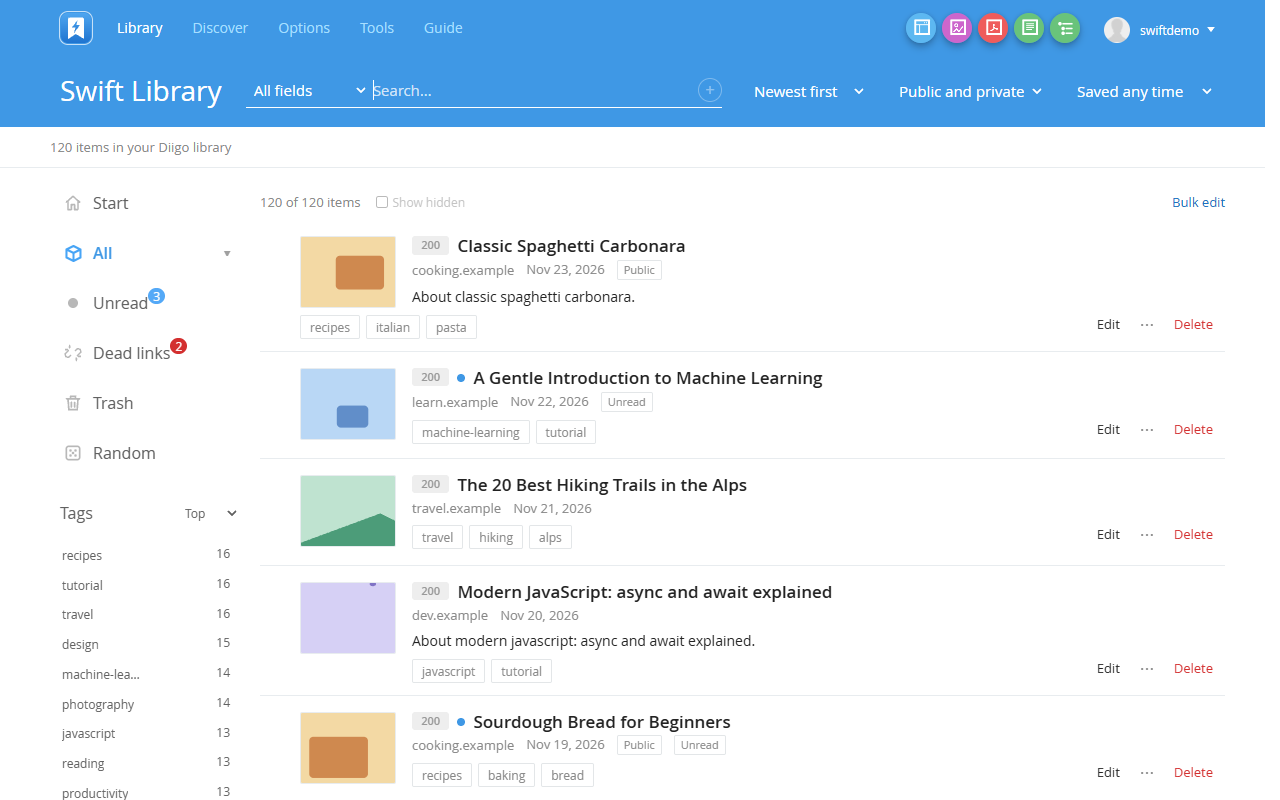 Library Discover Options Tools Guide swiftdemo
Swift Library All fields Search... Newest first Public and private Saved any time
120 items in your Diigo library
Start
All
Unread 3
Dead links 2
Trash
Random
Tags Top
recipes 16
tutorial 16
travel 16
design 15
machine-lea... 14
photography 14
javascript 13
reading 13
productivity 13
120 of 120 items Show hidden Bulk edit
200 Classic Spaghetti Carbonara
cooking.example Nov 23, 2026 Public
About classic spaghetti carbonara.
recipes italian pasta Edit ... Delete
200 A Gentle Introduction to Machine Learning
learn.example Nov 22, 2026 Unread
machine-learning tutorial Edit ... Delete
200 The 20 Best Hiking Trails in the Alps
travel.example Nov 21, 2026
travel hiking alps Edit ... Delete
200 Modern JavaScript: async and await explained
dev.example Nov 20, 2026
About modern javascript: async and await explained.
javascript tutorial Edit ... Delete
200 Sourdough Bread for Beginners
cooking.example Nov 19, 2026 Public Unread
recipes baking bread Edit ... Delete